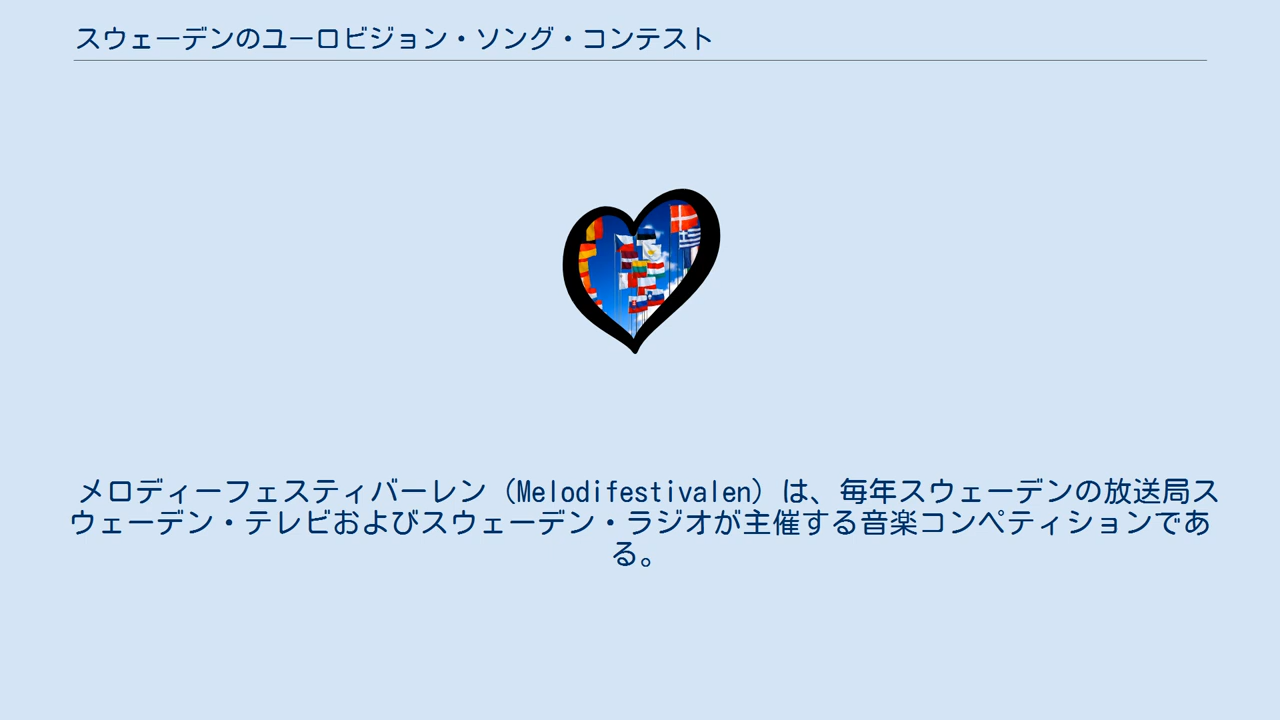 スウェーデンのユーロビジョン・ソング・コンテスト
メロディーフェスティバーレン（Melodifestivalen）は、毎年スウェーデンの放送局ス
ウェーデン・テレビおよびスウェーデン・ラジオが主催する音楽コンペティションであ
る。